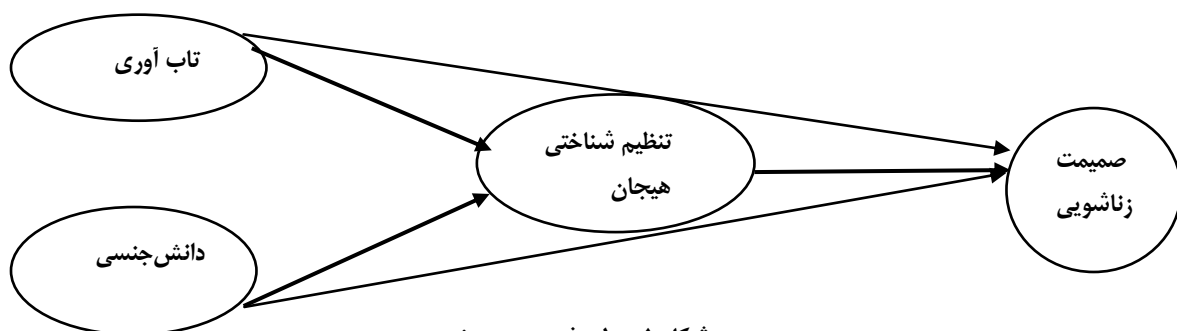 تاب آوری
تنظیم شناختی
هیجان
صمیمت
زناشویی
دانش‌جنسی